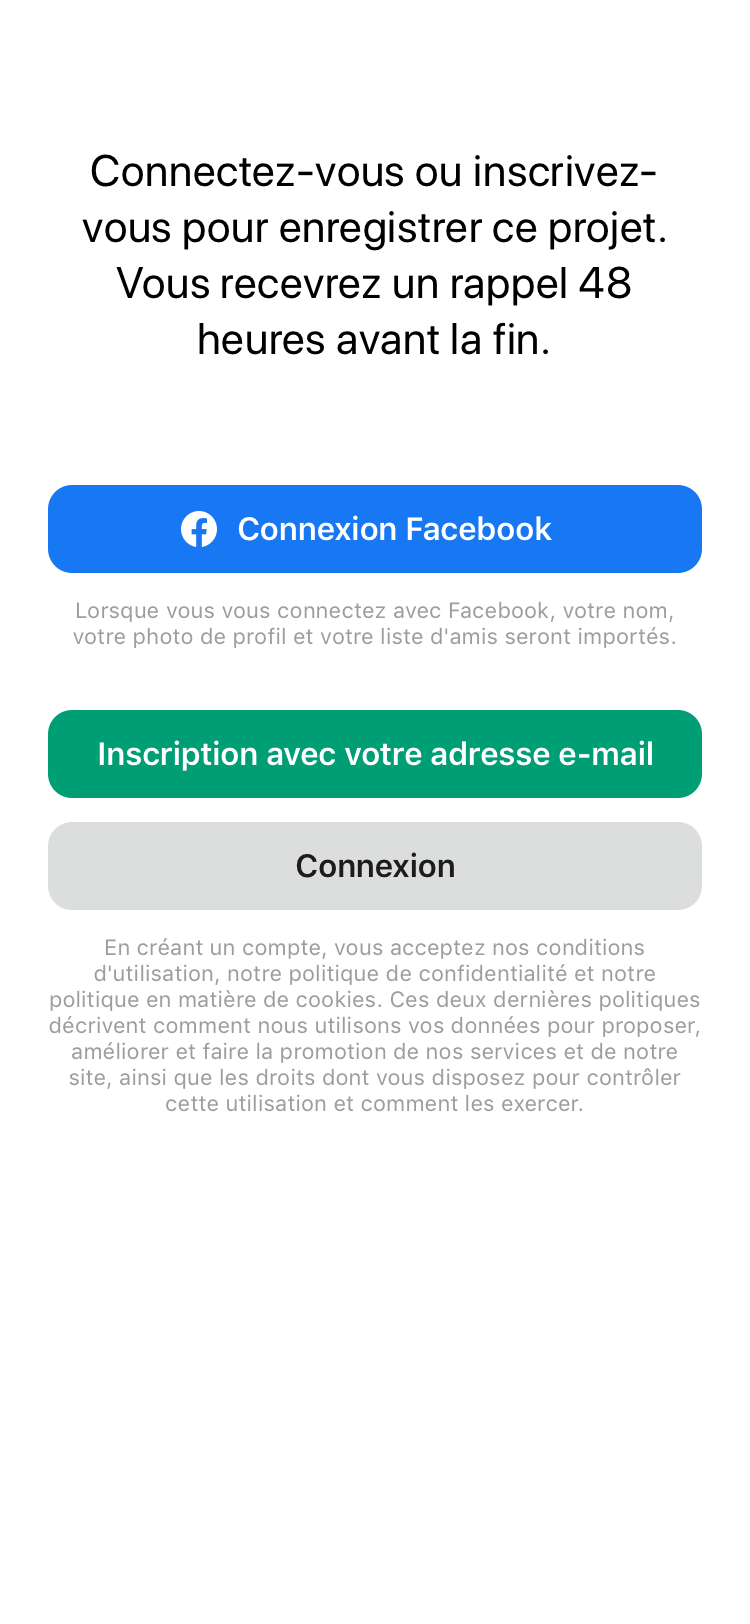 Connectez-vous ou inscrivez-
vous pour enregistrer ce projet.
Vous recevrez un rappel 48
heures avant la fin.
Connexion Facebook
Lorsque vous vous connectez avec Facebook, votre nom,
votre photo de profil et votre liste d'amis seront importés.
Inscription avec votre adresse e-mail
Connexion
En créant un compte, vous acceptez nos conditions
d'utilisation, notre politique de confidentialité et notre
politique en matière de cookies. Ces deux dernières politiques
décrivent comment nous utilisons vos données pour proposer,
améliorer et faire la promotion de nos services et de notre
site, ainsi que les droits dont vous disposez pour contrôler
cette utilisation et comment les exercer.